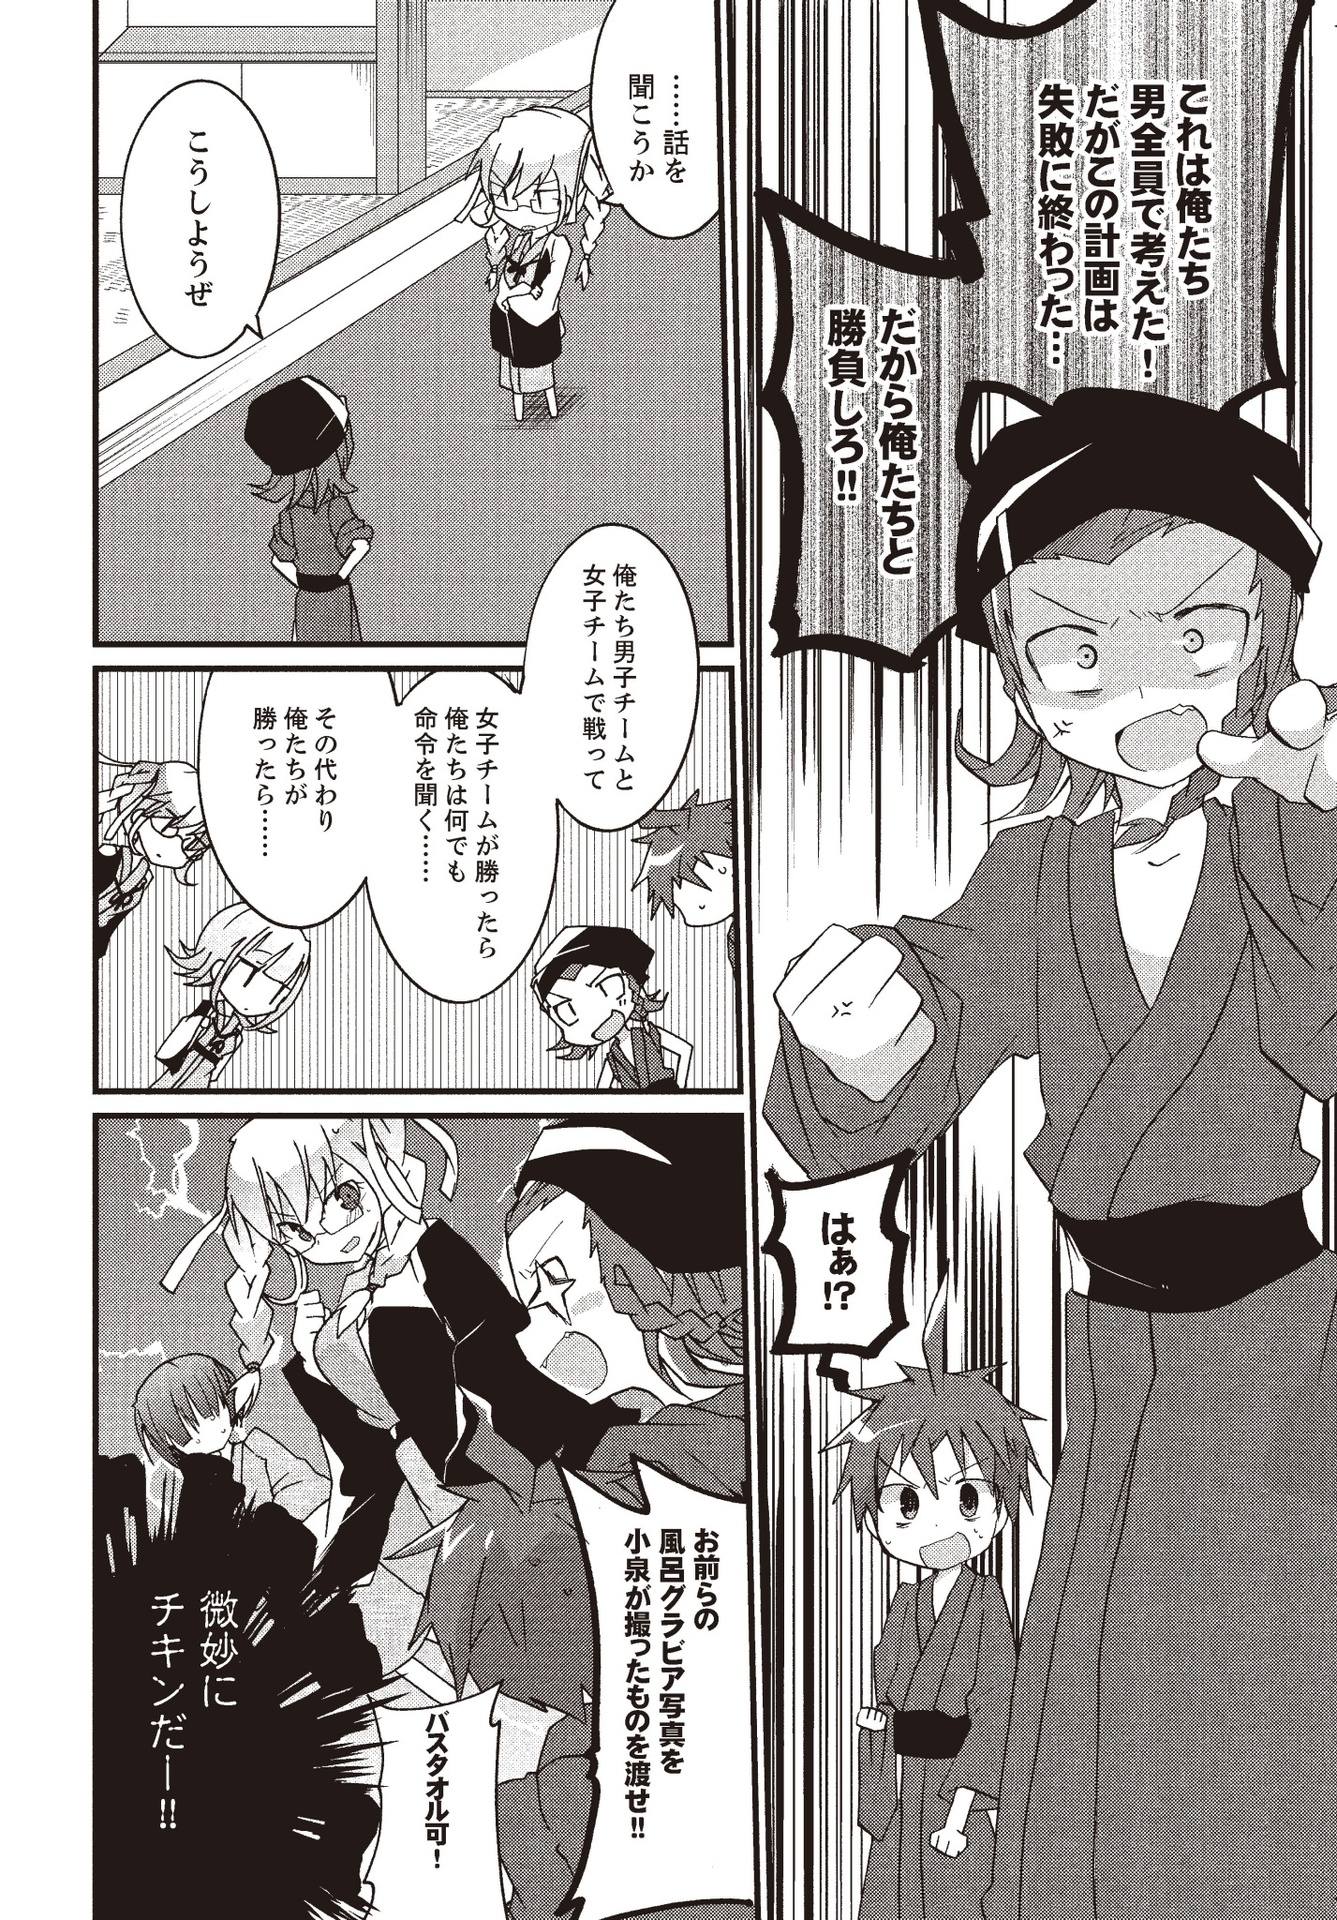 これは俺たち
男全員で考えた！
だがこの計画は
失敗に終わった…
だから俺たちと
勝負しろ!!
はぁ!?
……話を
聞こうか
こうしようぜ
俺たち男子チームと
女子チームで戦って
女子チームが勝ったら
俺たちは何でも
命令を聞く……
その代わり
俺たちが
勝ったら……
お前らの
風呂グラビア写真を
小泉が撮ったものを渡せ!!
バスタオル可！
微妙に
チキンだー!!